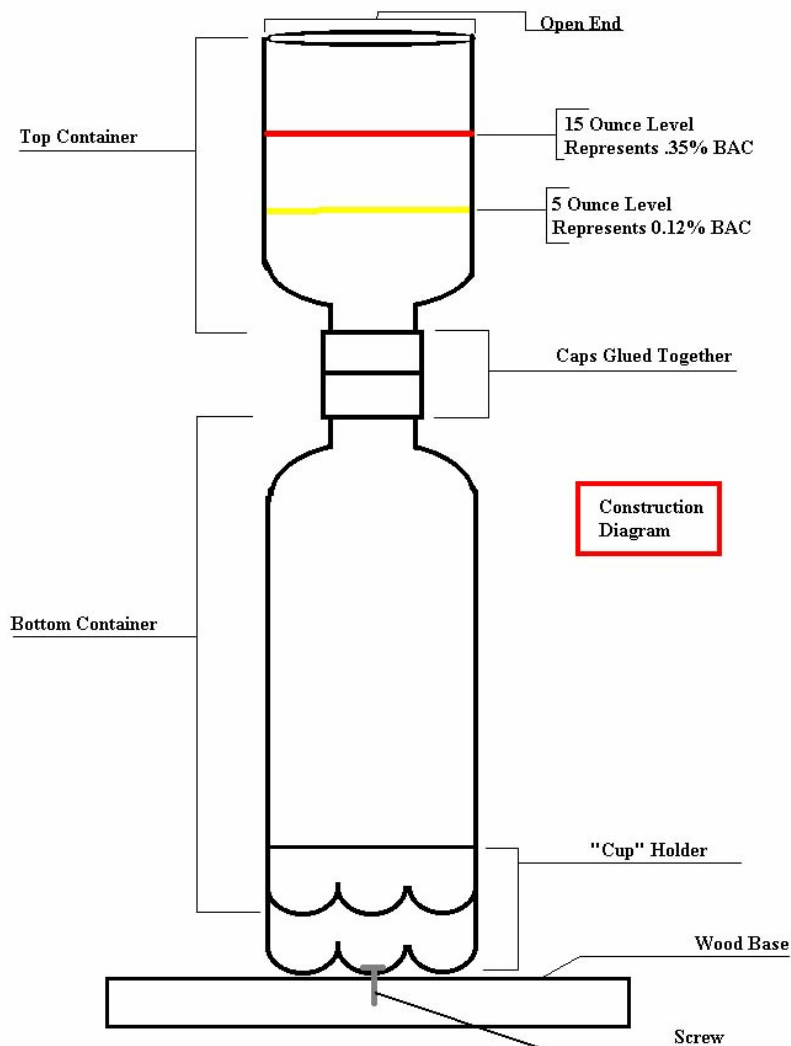 Open End
Top Container
15 Ounce Level
Represents .35% BAC
5 Ounce Level
Represents 0.12% BAC
Caps Glued Together
Construction
Diagram
Bottom Container
"Cup" Holder
Wood Base
Screw